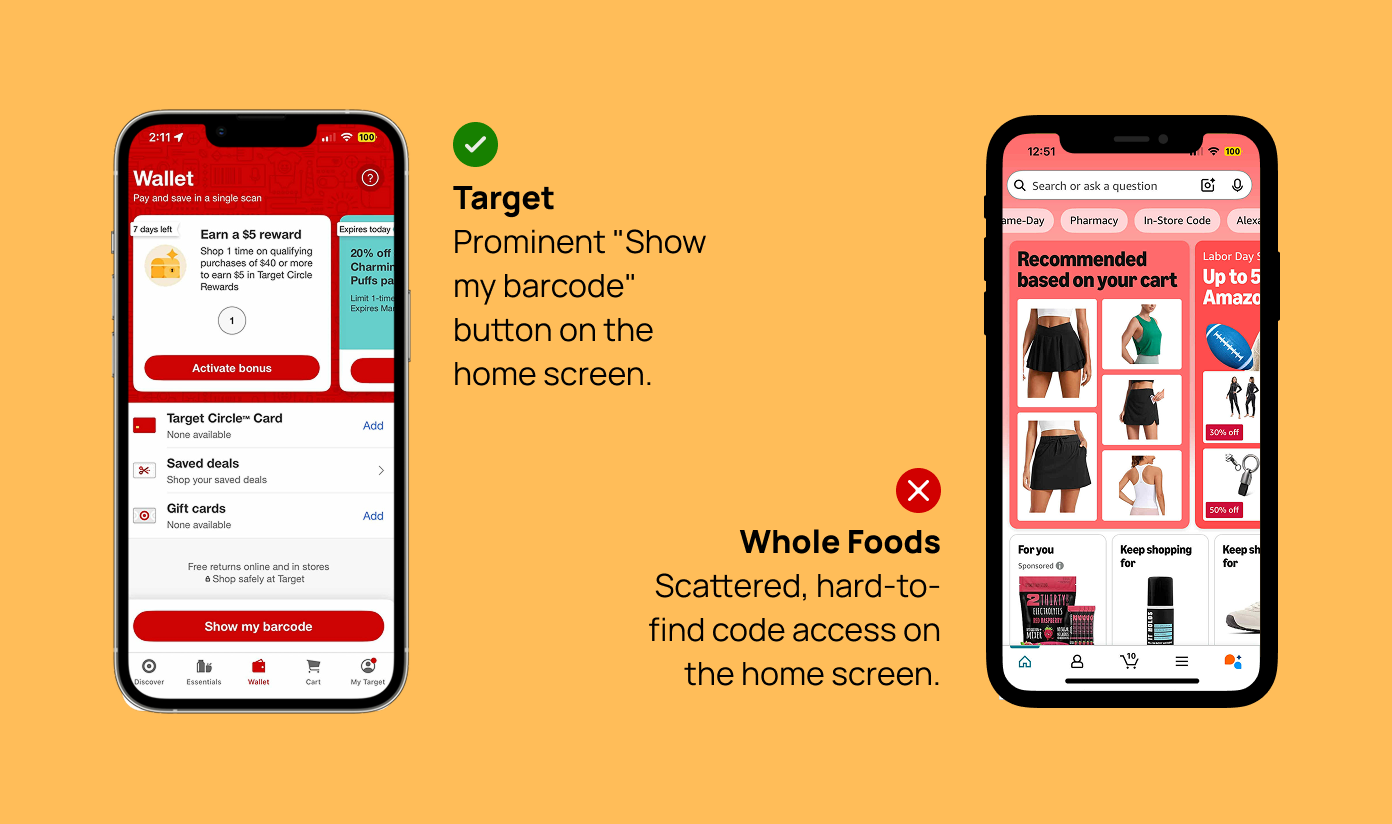 2:11
100
Wallet
Pay and save in a single scan
7 days left
Earn a $5 reward
Shop 1 time on qualifying
purchases of $40 or more
to earn $5 in Target Circle
Rewards
1
Activate bonus
Expires today
20% off
Charmin
Puffs pa
Limit 1-time
Expires Ma
Target Circle™ Card
None available
Add
Saved deals
Shop your saved deals
Gift cards
None available
Add
Free returns online and in stores
Shop safely at Target
Show my barcode
Discover
Essentials
Wallet
Cart
My Target
Target
Prominent "Show
my barcode"
button on the
home screen.
Whole Foods
Scattered, hard-to-
find code access on
the home screen.
12:51
100
Search or ask a question
ame-Day
Pharmacy
In-Store Code
Alexa
Recommended
based on your cart
Labor Day S
Up to 5
Amazo
30% off
50% off
For you
Sponsored
2THIRTY
ELECTROLYTES
RED RASPBERRY
MIXER
Keep shopping
for
Keep sh
for
10